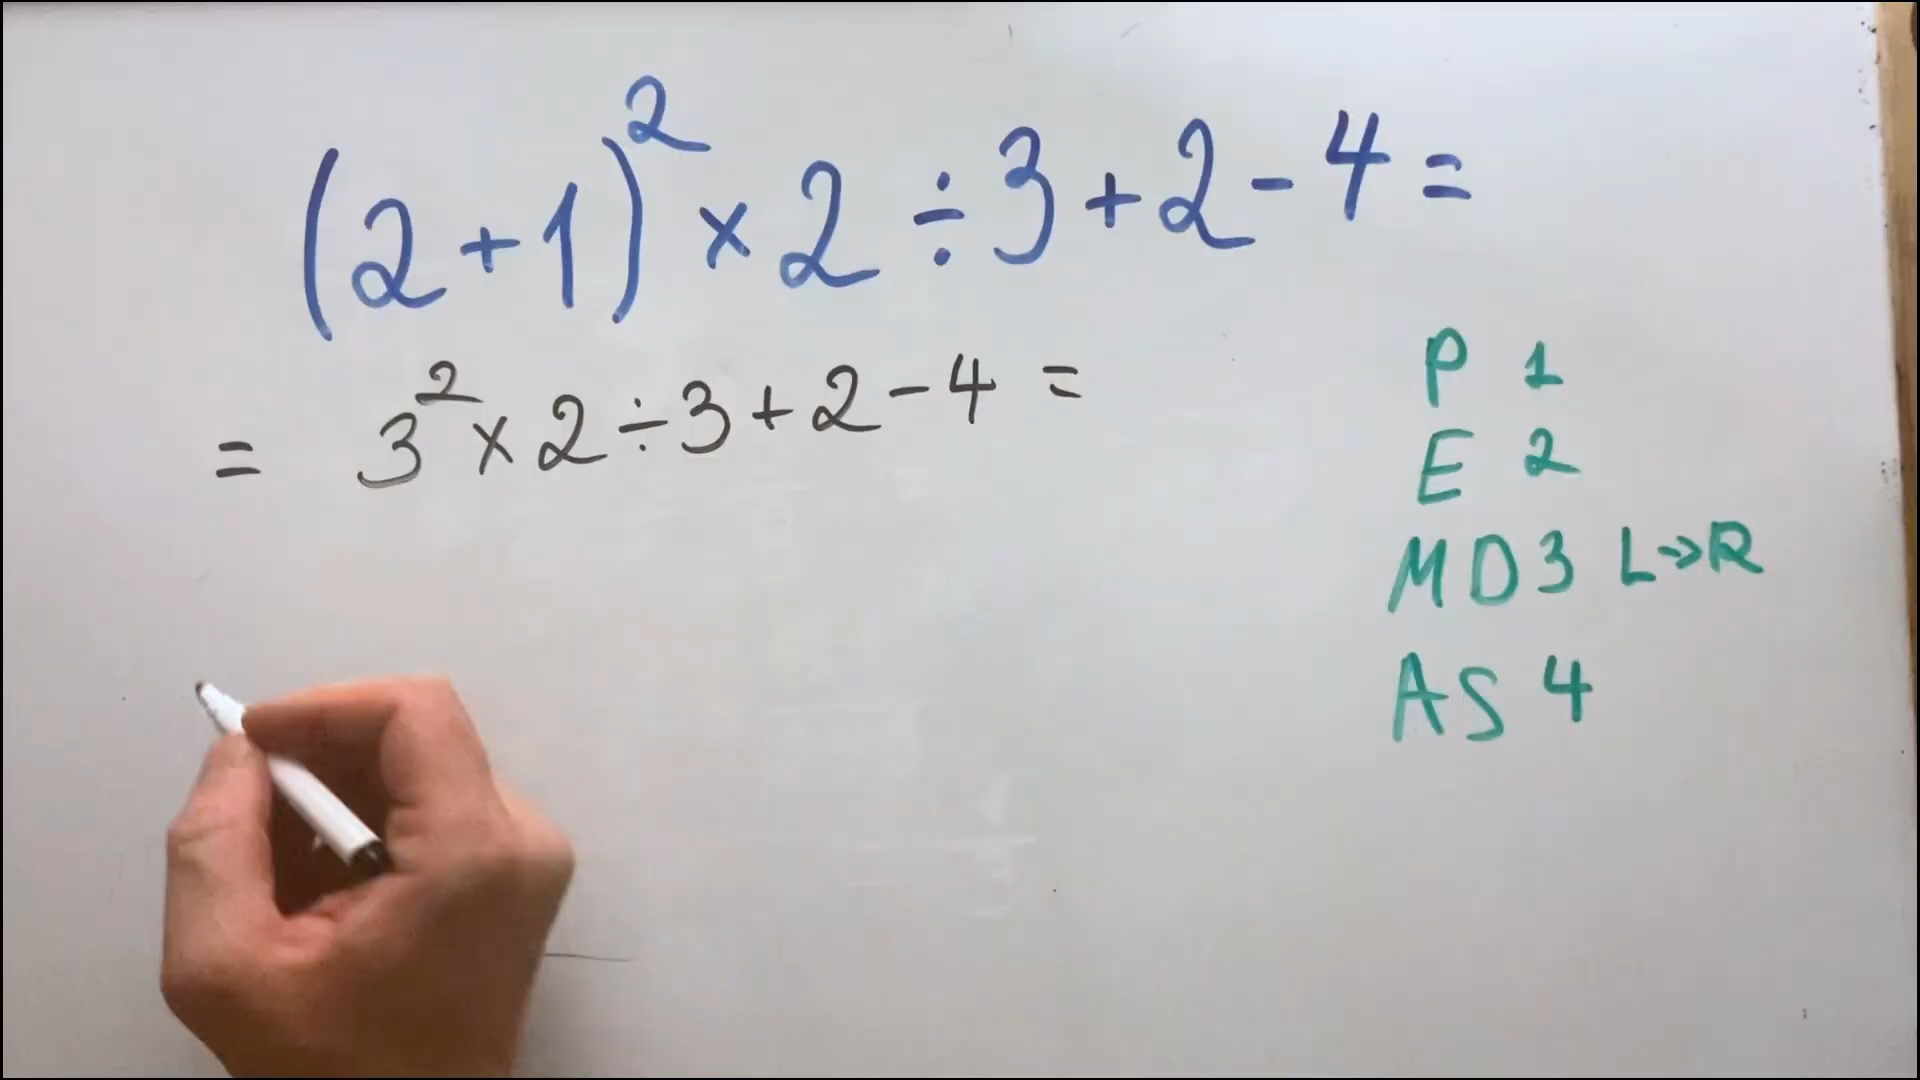 (2+1)² × 2 ÷ 3 + 2 - 4 =
= 3² × 2 ÷ 3 + 2 - 4 =
P 1
E 2
MD 3 L->R
AS 4